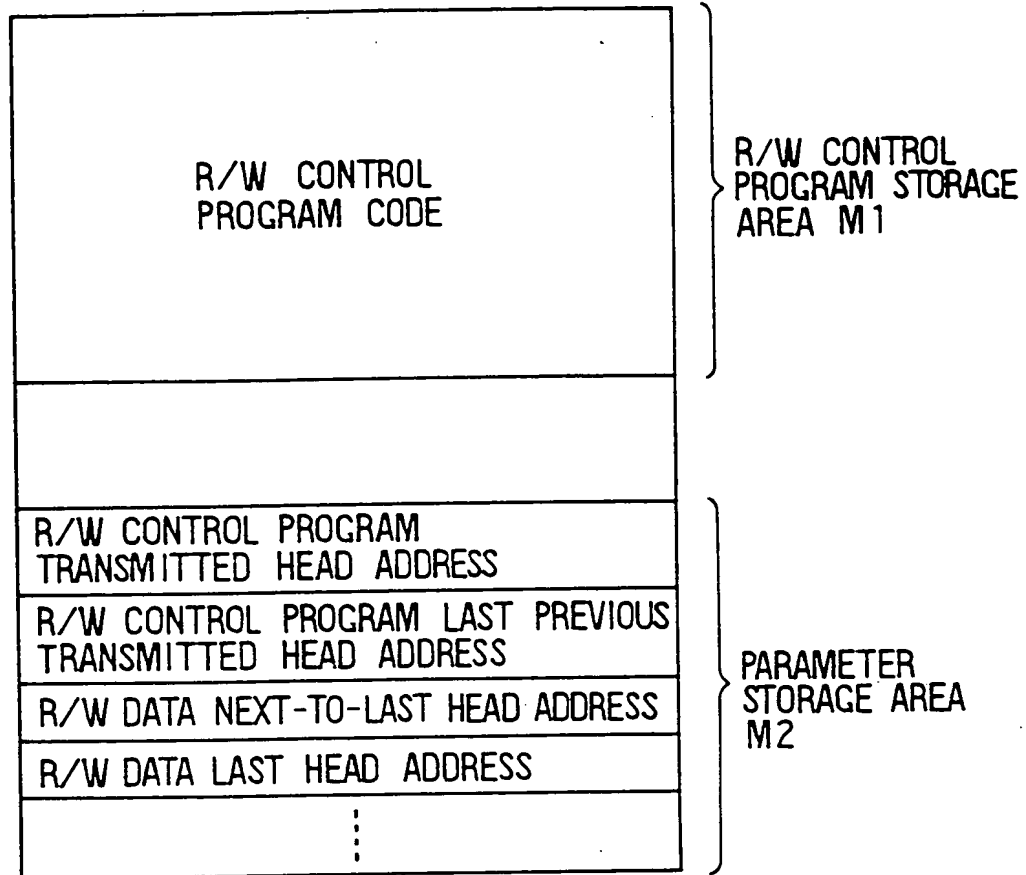 R/W CONTROL
PROGRAM CODE
R/W CONTROL
PROGRAM STORAGE
AREA M1
R/W CONTROL PROGRAM
TRANSMITTED HEAD ADDRESS
R/W CONTROL PROGRAM LAST PREVIOUS
TRANSMITTED HEAD ADDRESS
R/W DATA NEXT-TO-LAST HEAD ADDRESS
R/W DATA LAST HEAD ADDRESS
PARAMETER
STORAGE AREA
M2